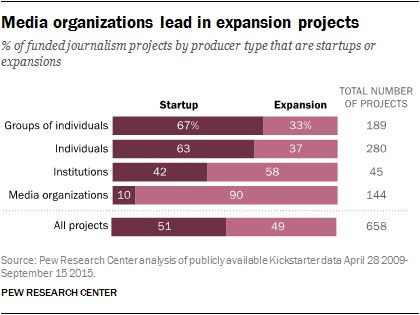 Media organizations lead in expansion projects
% of funded journalism projects by producer type that are startups or
expansions
TOTAL NUMBER
OF PROJECTS
Startup Expansion
Groups of individuals 67% 33% 189
Individuals 63 37 280
Institutions 42 58 45
Media organizations 10 90 144
All projects 51 49 658
Source: Pew Research Center analysis of publicly available Kickstarter data April 28 2009-
September 15 2015.
PEW RESEARCH CENTER